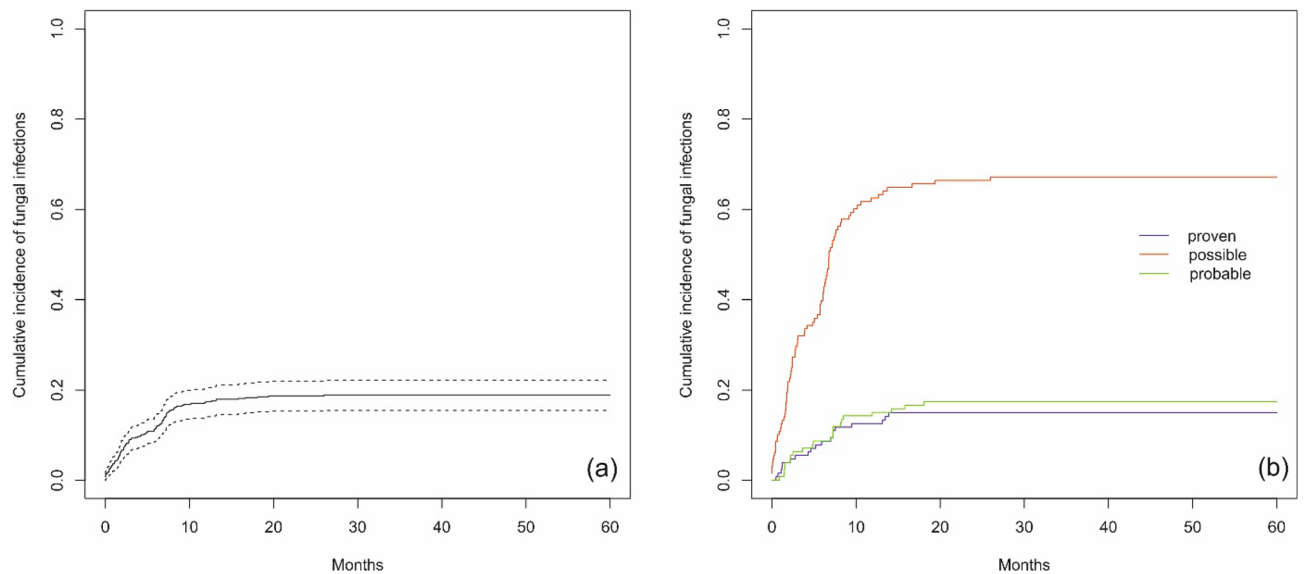 Cumulative incidence of fungal infections
1.0
0.8
0.6
0.4
0.2
0.0
0 10 20 30 40 50 60
Months
(a)
Cumulative incidence of fungal infections
1.0
0.8
0.6
0.4
0.2
0.0
0 10 20 30 40 50 60
Months
proven
possible
probable
(b)